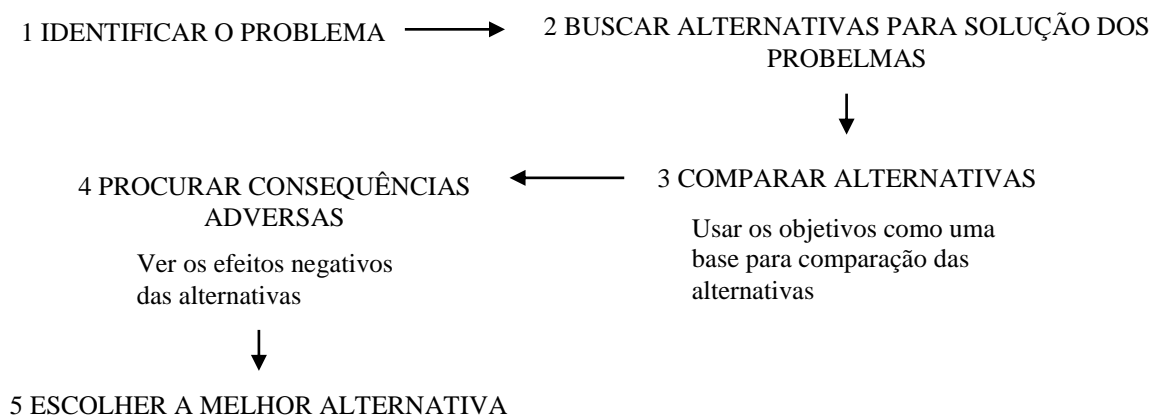 1 IDENTIFICAR O PROBLEMA
2 BUSCAR ALTERNATIVAS PARA SOLUÇÃO DOS
PROBELMAS
3 COMPARAR ALTERNATIVAS
Usar os objetivos como uma
base para comparação das
alternativas
4 PROCURAR CONSEQUÊNCIAS
ADVERSAS
Ver os efeitos negativos
das alternativas
5 ESCOLHER A MELHOR ALTERNATIVA